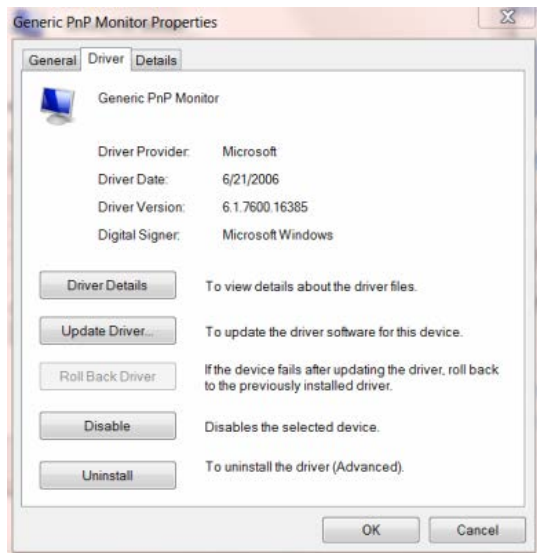 Generic PnP Monitor Properties
General Driver Details
Generic PnP Monitor
Driver Provider: Microsoft
Driver Date: 6/21/2006
Driver Version: 6.1.7600.16385
Digital Signer: Microsoft Windows
Driver Details To view details about the driver files.
Update Driver... To update the driver software for this device.
Roll Back Driver If the device fails after updating the driver, roll back
to the previously installed driver.
Disable Disables the selected device.
Uninstall To uninstall the driver (Advanced).
OK Cancel